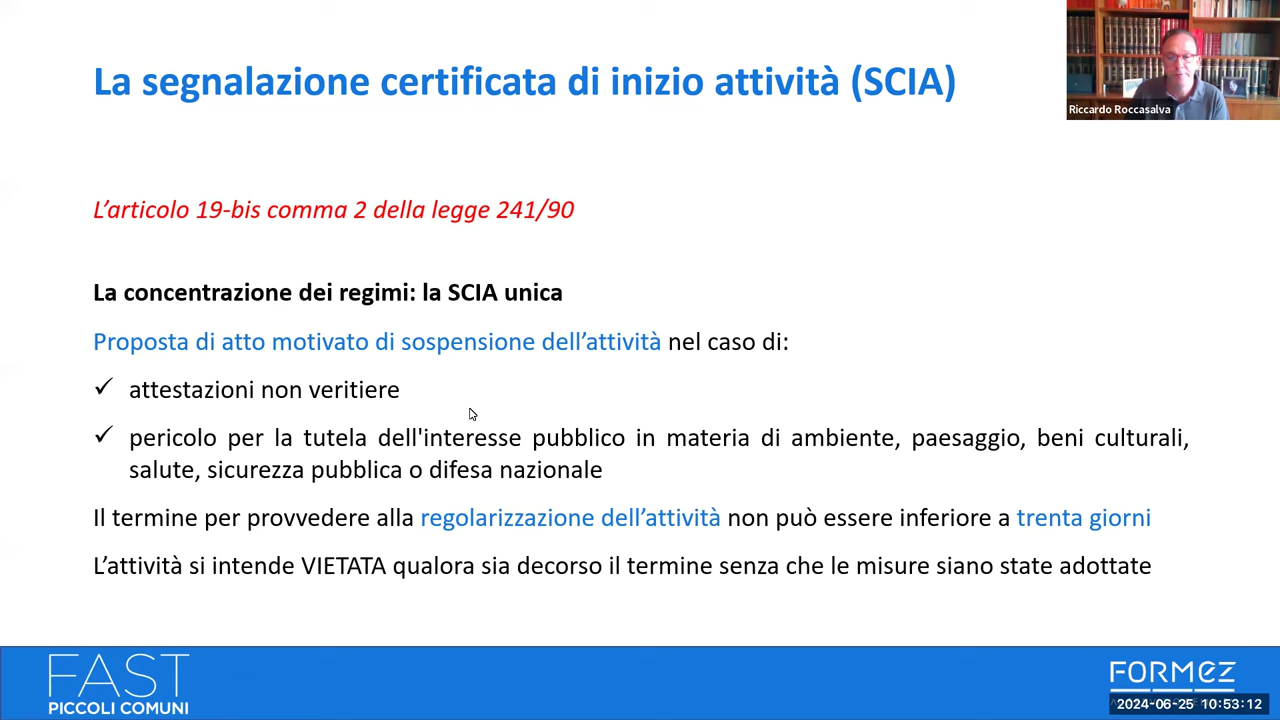 La segnalazione certificata di inizio attività (SCIA)
Riccardo Roccasalva
L’articolo 19-bis comma 2 della legge 241/90
La concentrazione dei regimi: la SCIA unica
Proposta di atto motivato di sospensione dell’attività nel caso di:
✓ attestazioni non veritiere
✓ pericolo per la tutela dell'interesse pubblico in materia di ambiente, paesaggio, beni culturali,
salute, sicurezza pubblica o difesa nazionale
Il termine per provvedere alla regolarizzazione dell’attività non può essere inferiore a trenta giorni
L’attività si intende VIETATA qualora sia decorso il termine senza che le misure siano state adottate
FAST
PICCOLI COMUNI
FORMEZ
2024-06-25 10:53:12